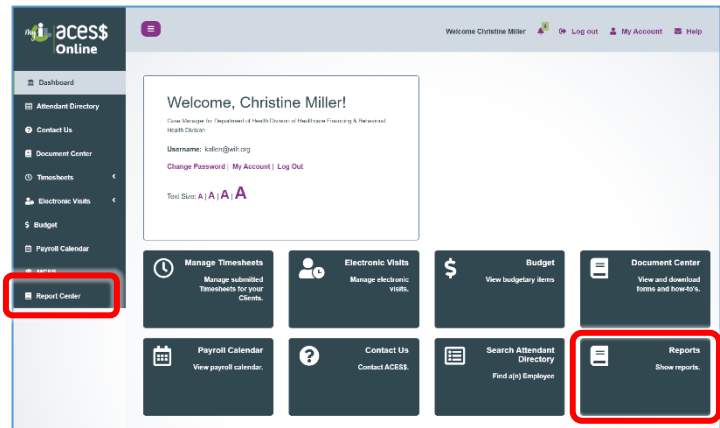 my aces$
Online
Welcome Christine Miller
Log out
My Account
Help
Dashboard
Attendant Directory
Contact Us
Document Center
Timesheets
Electronic Visits
$ Budget
Payroll Calendar
Report Center
Welcome, Christine Miller!
Case Manager for Department of Health Division of Healthcare Financing & Behavioral
Health Division
Username: kallen@wilr.org
Change Password | My Account | Log Out
Text Size: A | A | A | A
Manage Timesheets
Manage submitted
Timesheets for your
Clients.
Electronic Visits
Manage electronic
visits.
$ Budget
View budgetary items
Document Center
View and download
forms and how-to's.
Payroll Calendar
View payroll calendar.
? Contact Us
Contact ACES$.
Search Attendant
Directory
Find a(n) Employee
Reports
Show reports.